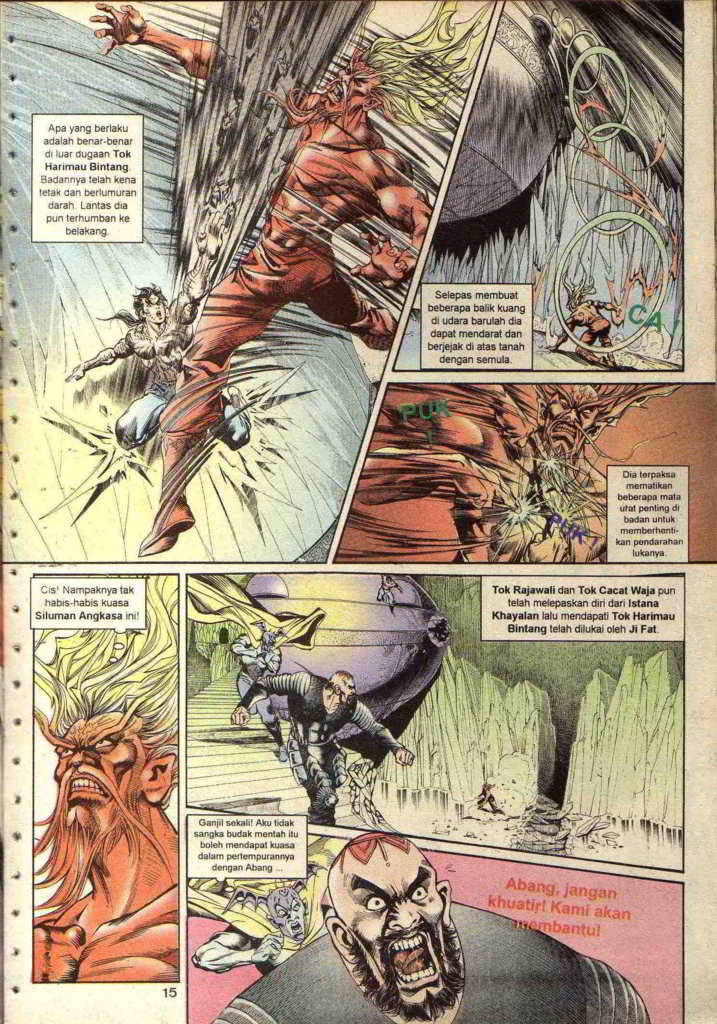 Apa yang berlaku
adalah benar-benar
di luar dugaan Tok
Harimau Bintang.
Badannya telah kena
tetak dan berlumuran
darah. Lantas dia
pun terhumban ke
belakang.
Selepas membuat
beberapa balik kuang
di udara barulah dia
dapat mendarat dan
berjejak di atas tanah
dengan semula.
CA!
PUK
!
PUK!
Dia terpaksa
mematikan
beberapa mata
urat penting di
badan untuk
memberhenti-
kan pendarahan
lukanya.
Cis! Nampaknya tak
habis-habis kuasa
Siluman Angkasa ini!
Tok Rajawali dan Tok Cacat Waja pun
telah melepaskan diri dari Istana
Khayalan lalu mendapati Tok Harimau
Bintang telah dilukai oleh Ji Fat.
Ganjil sekali! Aku tidak
sangka budak mentah itu
boleh mendapat kuasa
dalam pertempurannya
dengan Abang ...
Abang, jangan
khuatir! Kami akan
membantu!
15